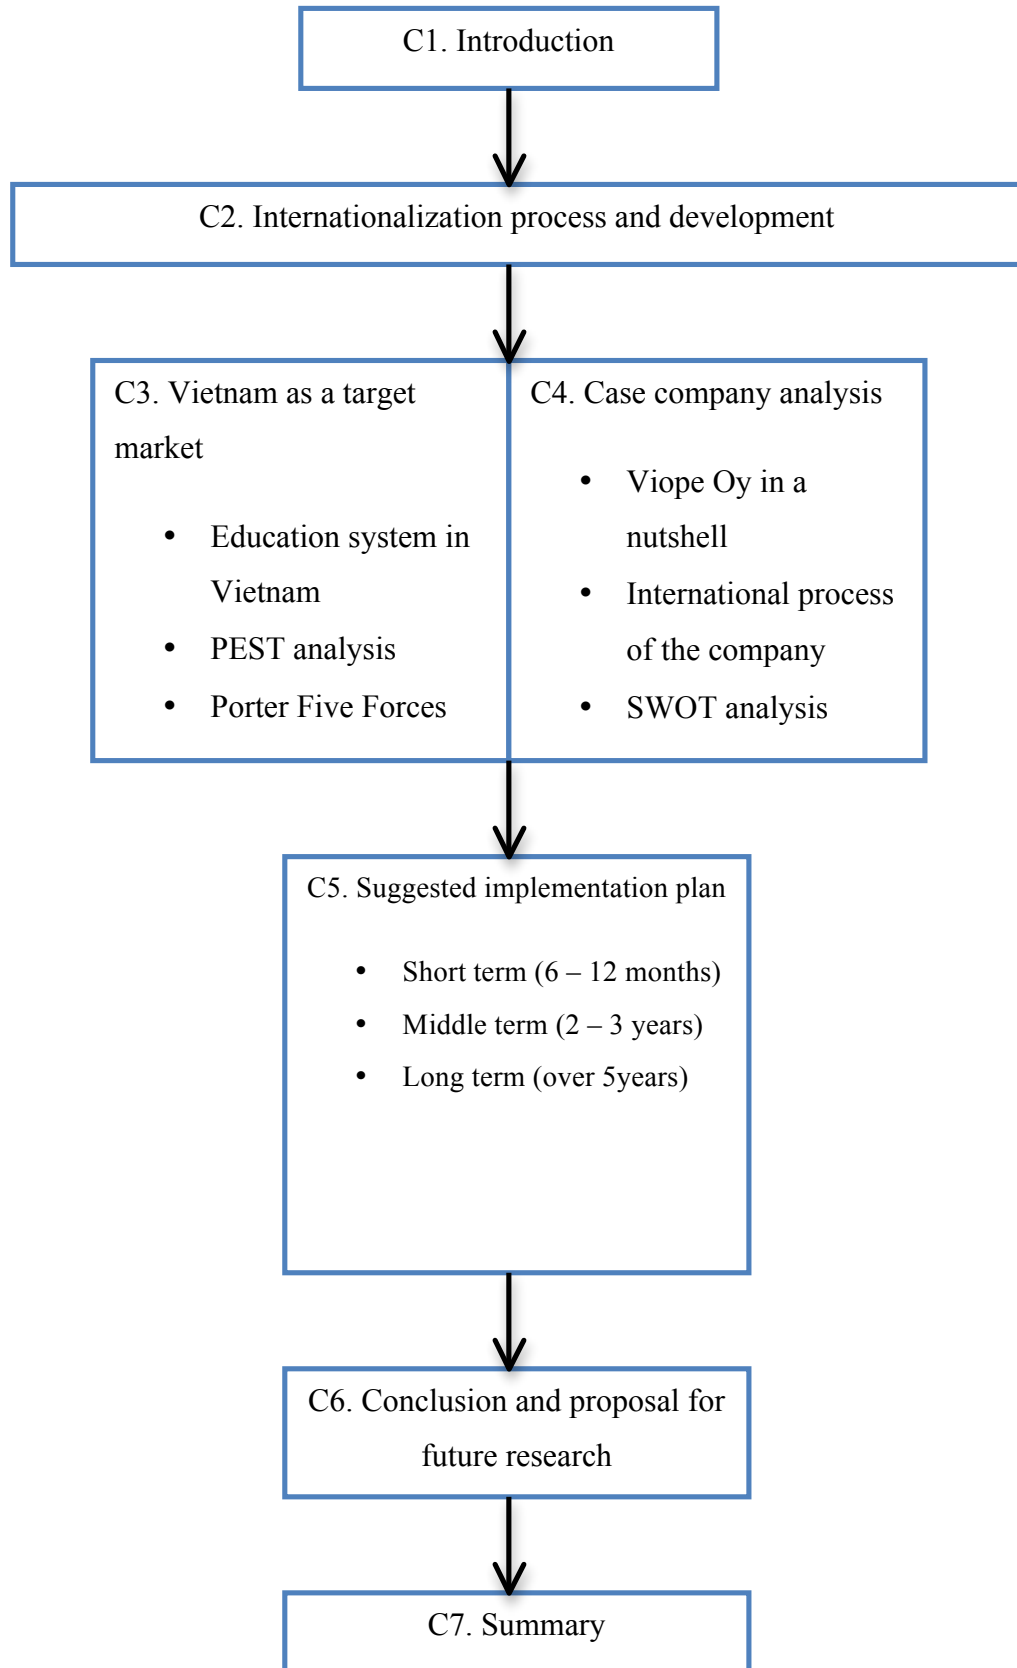 C1. Introduction
C2. Internationalization process and development
C3. Vietnam as a target
market
• Education system in
Vietnam
• PEST analysis
• Porter Five Forces
C4. Case company analysis
• Viope Oy in a
nutshell
• International process
of the company
• SWOT analysis
C5. Suggested implementation plan
• Short term (6 – 12 months)
• Middle term (2 – 3 years)
• Long term (over 5years)
C6. Conclusion and proposal for
future research
C7. Summary